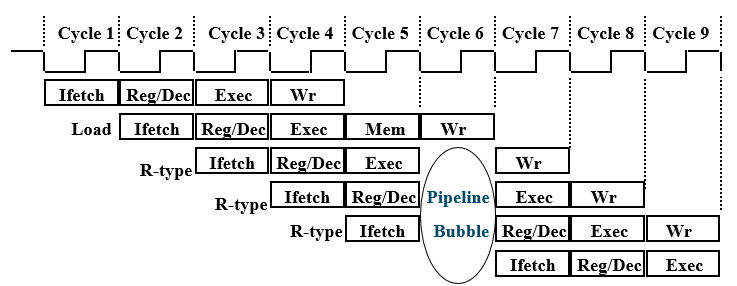 Cycle 1 Cycle 2 Cycle 3 Cycle 4 Cycle 5 Cycle 6 Cycle 7 Cycle 8 Cycle 9
Ifetch Reg/Dec Exec Wr
Load Ifetch Reg/Dec Exec Mem Wr
R-type Ifetch Reg/Dec Exec Wr
R-type Ifetch Reg/Dec Pipeline Exec Wr
R-type Ifetch Bubble Reg/Dec Exec Wr
Ifetch Reg/Dec Exec